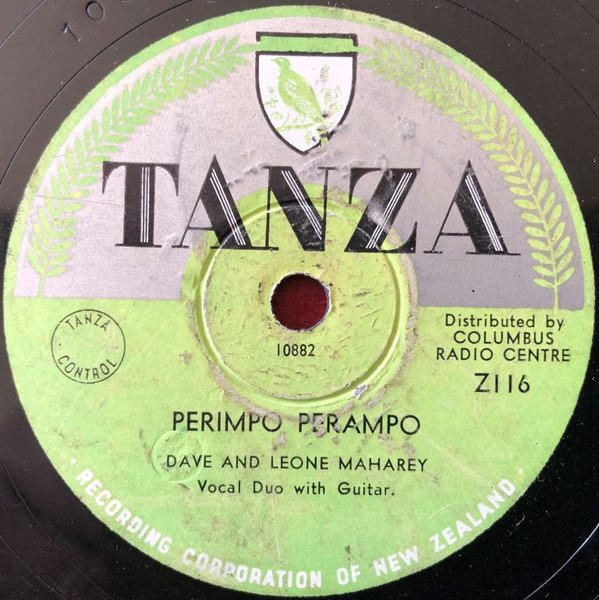 TANZA
10882
TANZA
CONTROL
Distributed by
COLUMBUS
RADIO CENTRE
Z116
PERIMPO PERAMPO
DAVE AND LEONE MAHAREY
Vocal Duo with Guitar.
RECORDING CORPORATION OF NEW ZEALAND